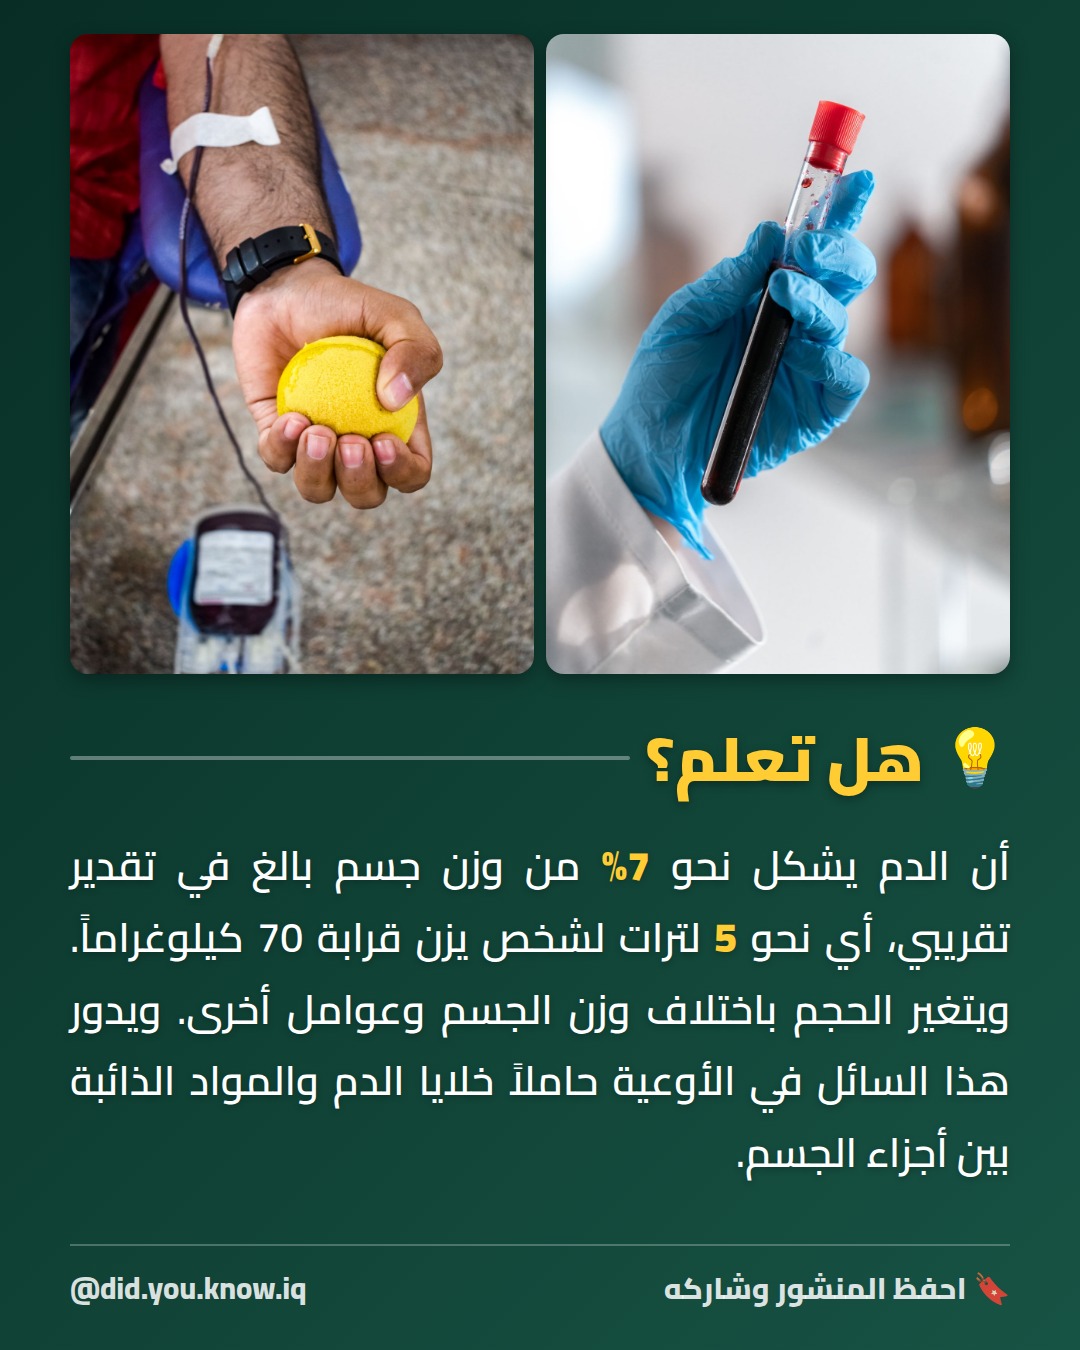 💡 هل تعلم؟
أن الدم يشكل نحو 7% من وزن جسم بالغ في تقدير
تقريبي، أي نحو 5 لترات لشخص يزن قرابة 70 كيلوغراماً.
ويتغير الحجم باختلاف وزن الجسم وعوامل أخرى. ويدور
هذا السائل في الأوعية حاملاً خلايا الدم والمواد الذائبة
بين أجزاء الجسم.
🔖 احفظ المنشور وشاركه
@did.you.know.iq